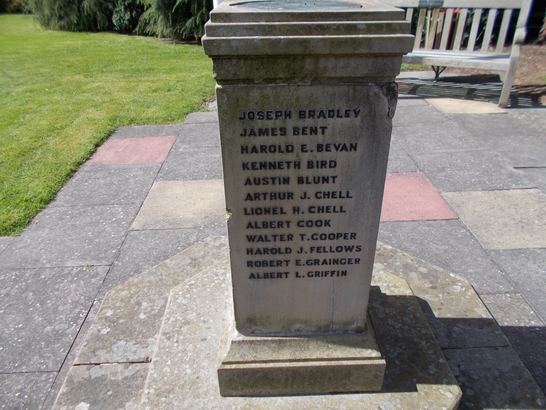 JOSEPH BRADLEY
JAMES BENT
HAROLD E. BEVAN
KENNETH BIRD
AUSTIN BLUNT
ARTHUR J. CHELL
LIONEL H. CHELL
ALBERT COOK
WALTER T. COOPER
HAROLD J. FELLOWS
ROBERT E. GRAINGER
ALBERT L. GRIFFIN